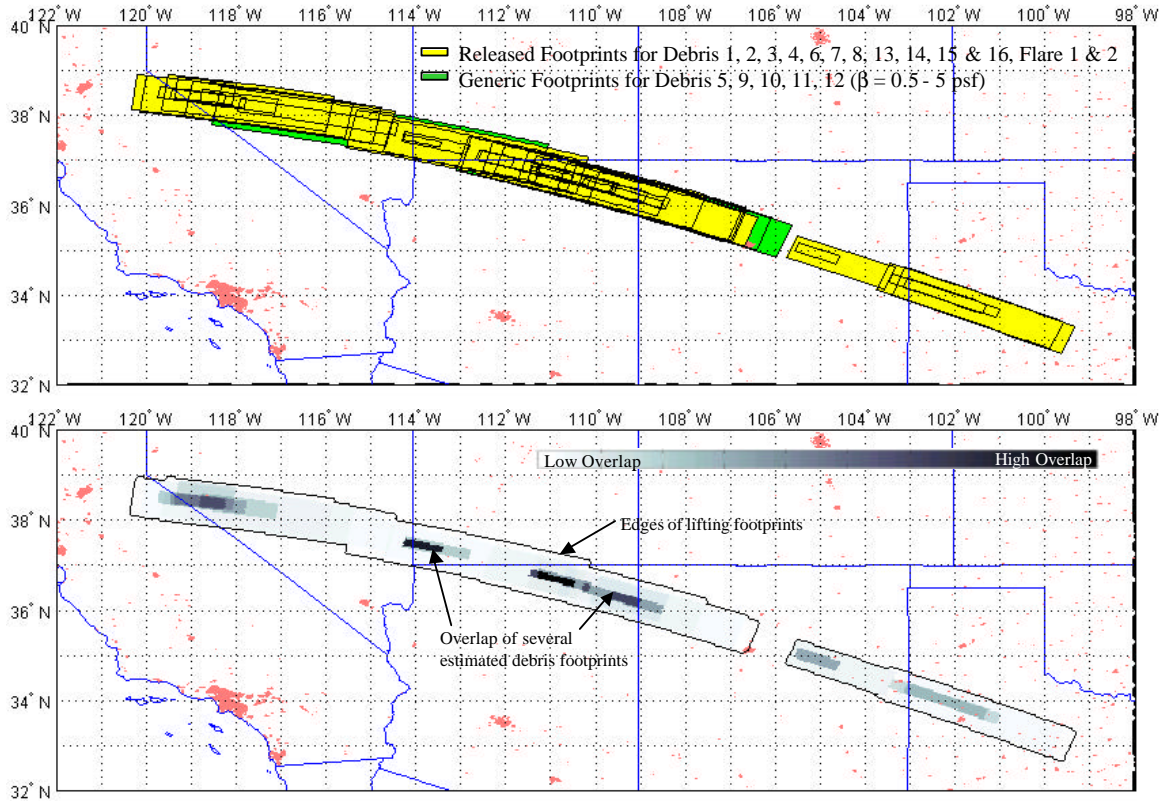 122 W 120 W 118 W 116 W 114 W 112 W 110 W 108 W 106 W 104 W 102 W 100 W 98 W
40° N
Released Footprints for Debris 1, 2, 3, 4, 6, 7, 8, 13, 14, 15 & 16, Flare 1 & 2
Generic Footprints for Debris 5, 9, 10, 11, 12 (β = 0.5 - 5 psf)
38° N
36° N
34° N
32° N
122 W 120 W 118 W 116 W 114 W 112 W 110 W 108 W 106 W 104 W 102 W 100 W 98 W
40° N
Low Overlap High Overlap
Edges of lifting footprints
38° N
36° N
Overlap of several
estimated debris footprints
34° N
32° N